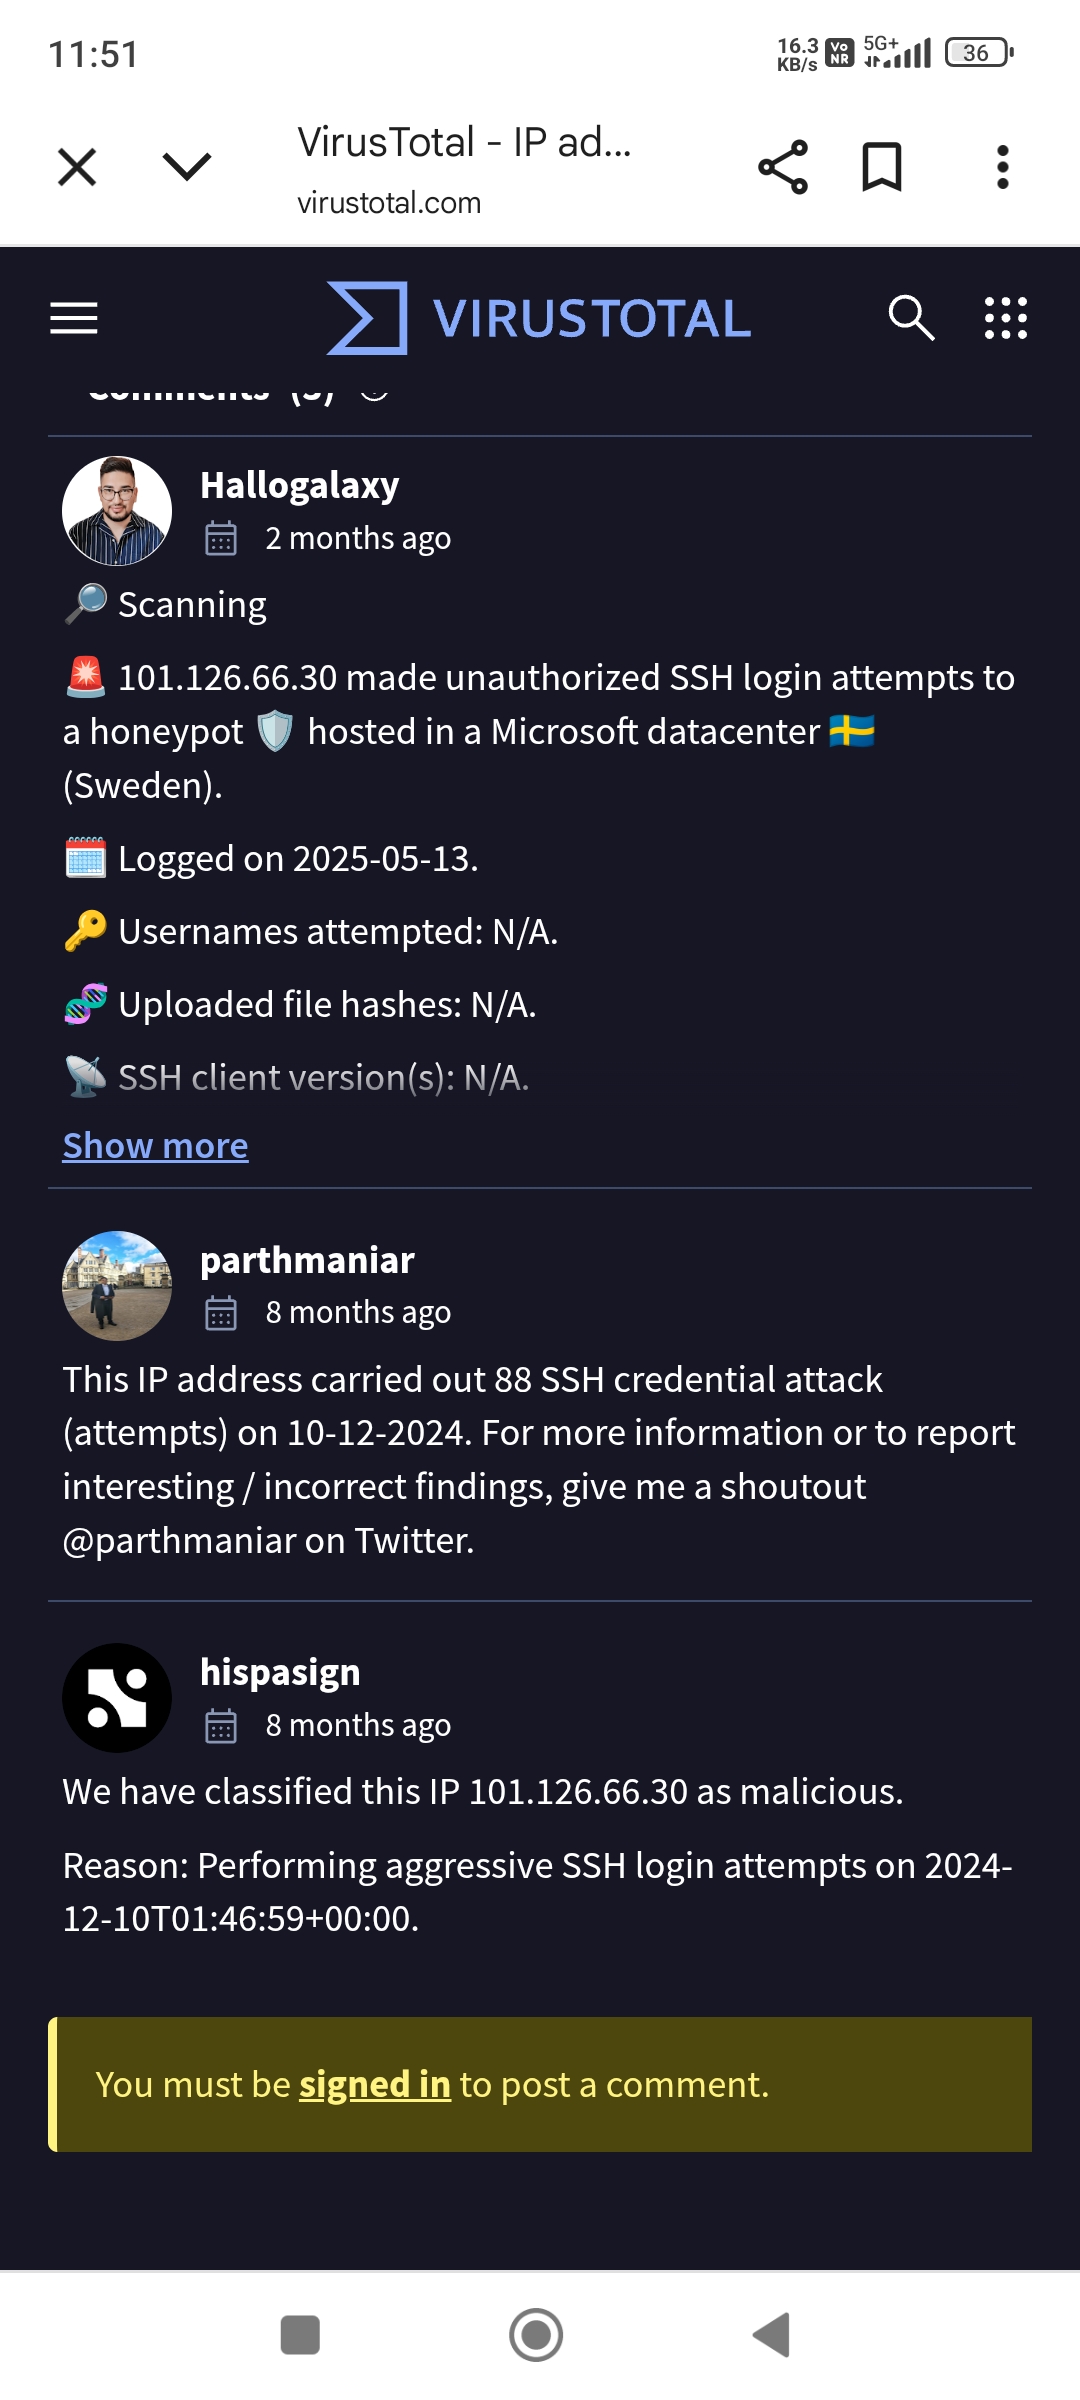 11:51
16.3 KB/s
Vo NR
5G+
36
VirusTotal - IP ad...
virustotal.com
VIRUSTOTAL
Comments (3)
Hallogalaxy
2 months ago
🔎 Scanning
🚨 101.126.66.30 made unauthorized SSH login attempts to
a honeypot 🛡️ hosted in a Microsoft datacenter 🇸🇪
(Sweden).
🗓️ Logged on 2025-05-13.
🔑 Usernames attempted: N/A.
🧬 Uploaded file hashes: N/A.
📡 SSH client version(s): N/A.
Show more
parthmaniar
8 months ago
This IP address carried out 88 SSH credential attack
(attempts) on 10-12-2024. For more information or to report
interesting / incorrect findings, give me a shoutout
@parthmaniar on Twitter.
hispasign
8 months ago
We have classified this IP 101.126.66.30 as malicious.
Reason: Performing aggressive SSH login attempts on 2024-
12-10T01:46:59+00:00.
You must be signed in to post a comment.